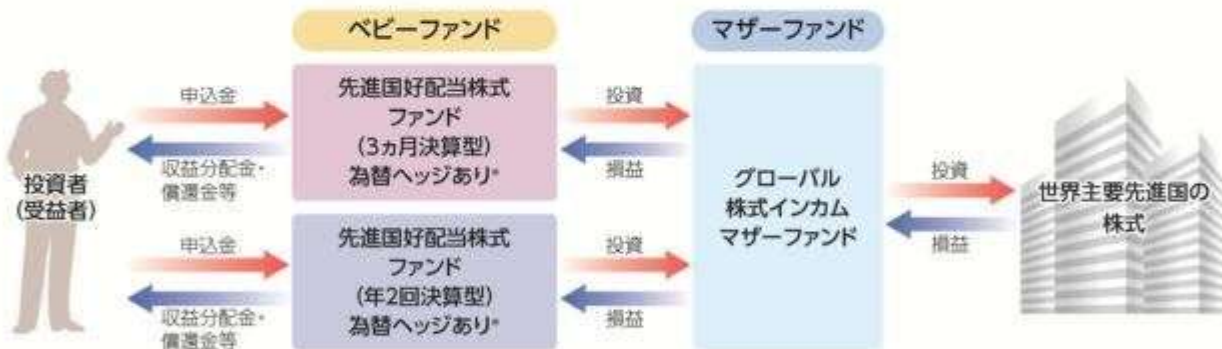 ベビーファンド
マザーファンド
投資者
(受益者)
申込金
収益分配金・
償還金等
先進国好配当株式
ファンド
(3ヵ月決算型)
為替ヘッジあり*
投資
損益
申込金
収益分配金・
償還金等
先進国好配当株式
ファンド
(年2回決算型)
為替ヘッジあり*
投資
損益
グローバル
株式インカム
マザーファンド
投資
損益
世界主要先進国の
株式